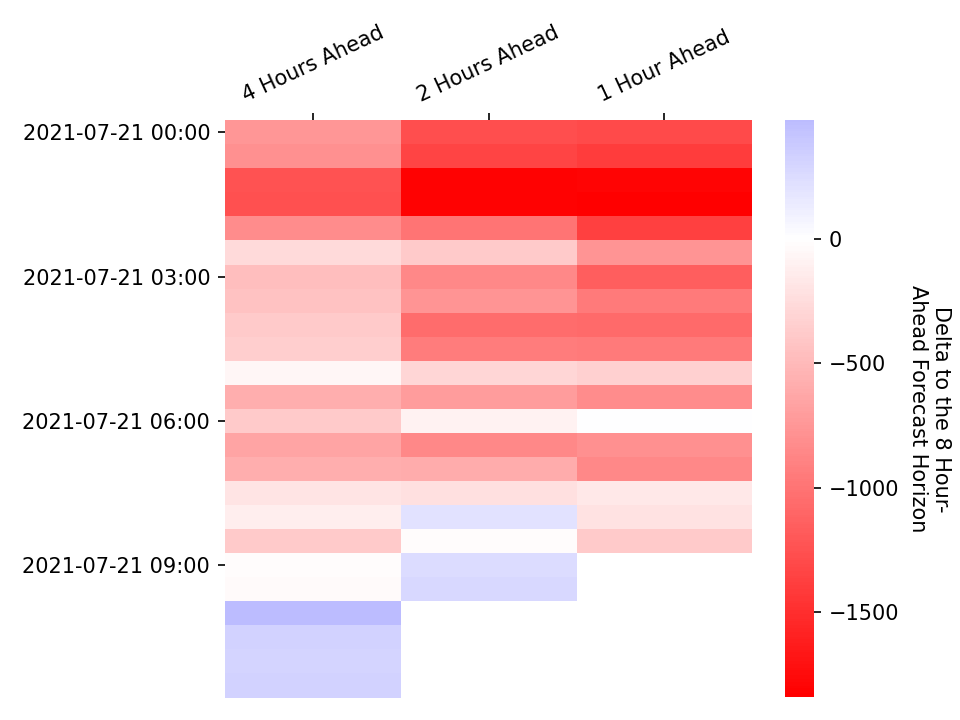 4 Hours Ahead
2 Hours Ahead
1 Hour Ahead
2021-07-21 00:00
2021-07-21 03:00
2021-07-21 06:00
2021-07-21 09:00
0
−500
−1000
−1500
Delta to the 8 Hour-
Ahead Forecast Horizon